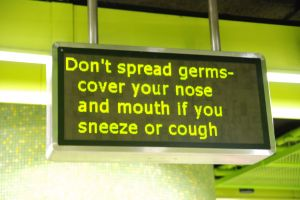 Don't spread germs-
cover your nose
and mouth if you
sneeze or cough